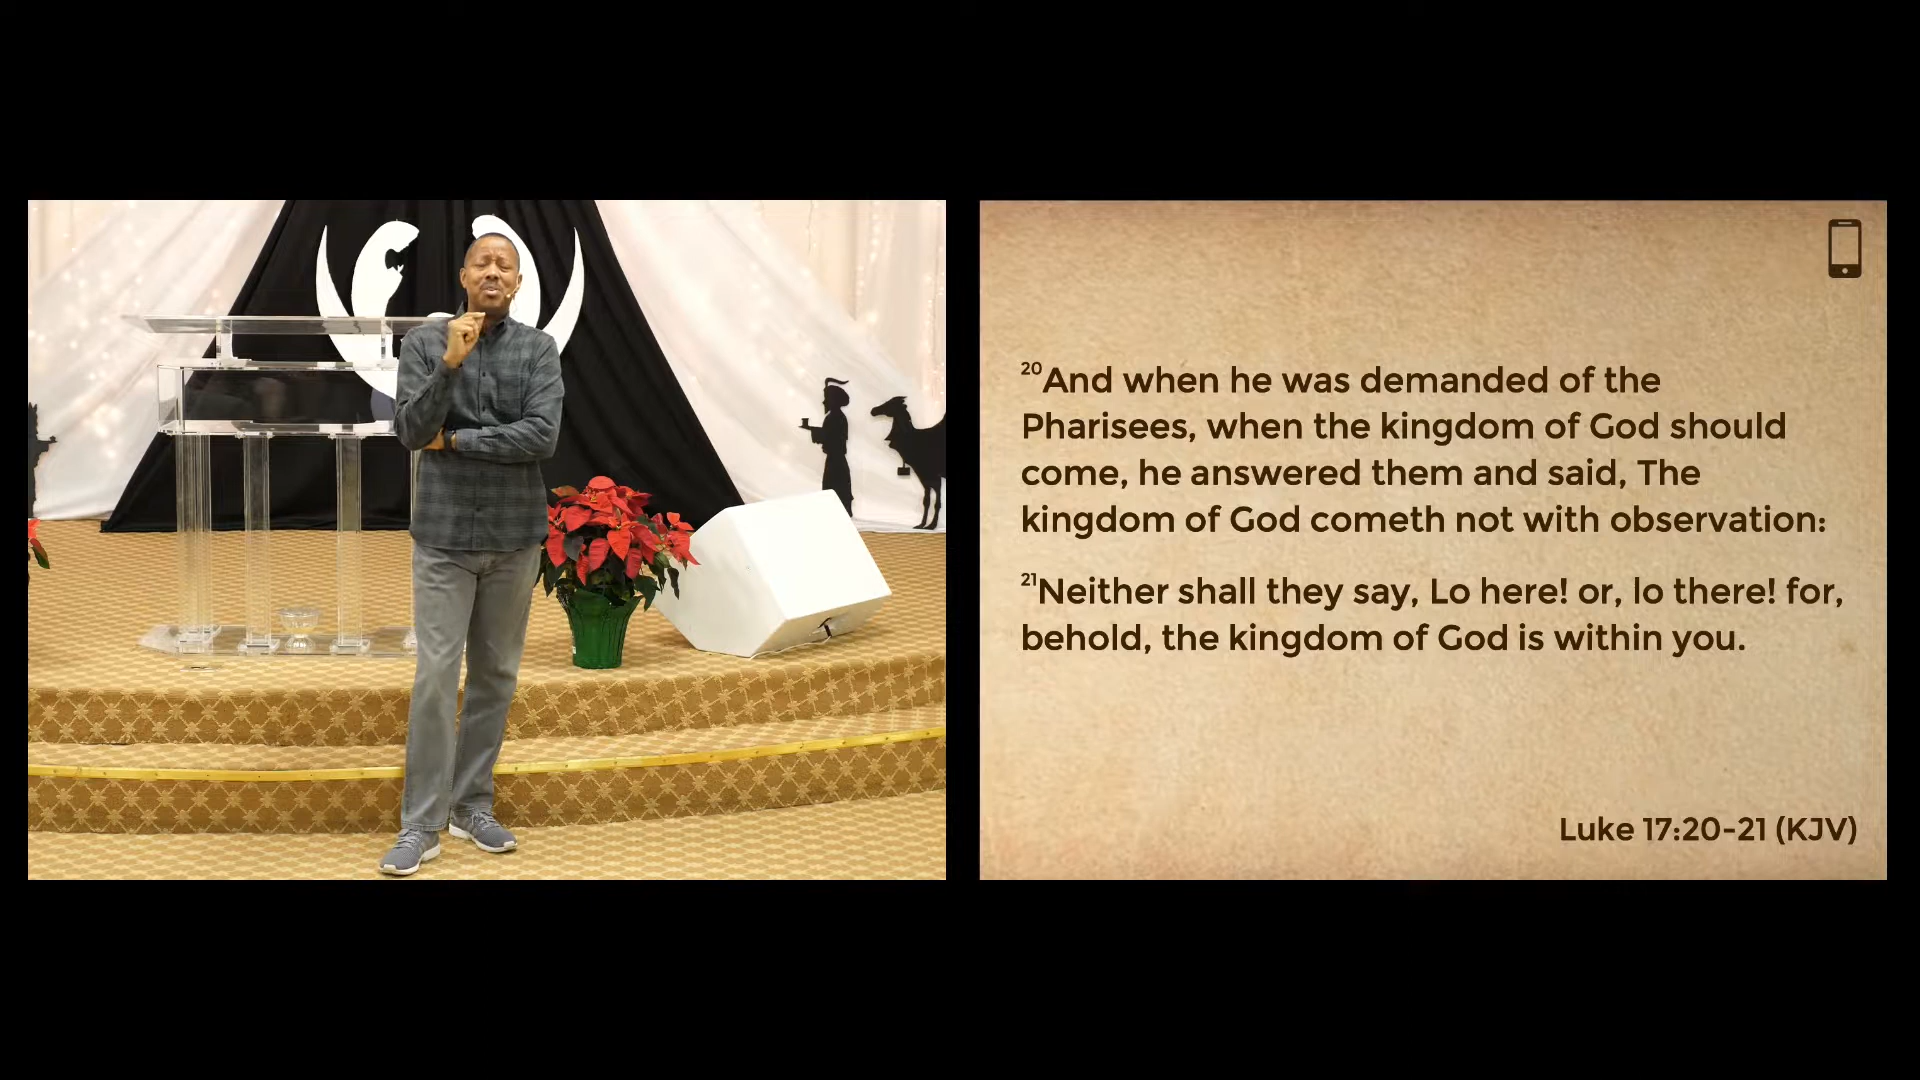 20And when he was demanded of the
Pharisees, when the kingdom of God should
come, he answered them and said, The
kingdom of God cometh not with observation:
21Neither shall they say, Lo here! or, lo there! for,
behold, the kingdom of God is within you.
Luke 17:20-21 (KJV)